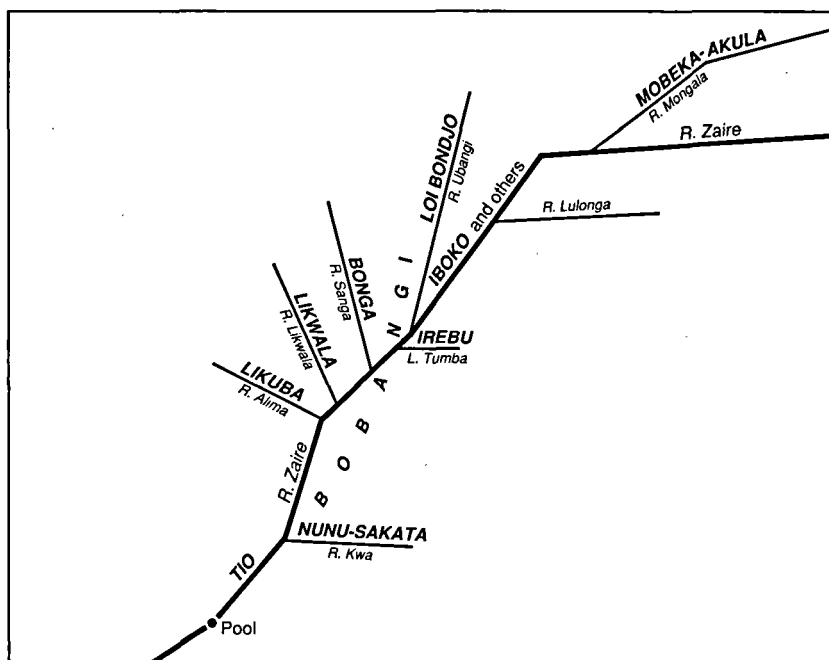 MOBEKA-AKULA
R. Mongala
R. Zaire
LOI BONDJO
R. Ubangi
IBOKO and others
R. Lulonga
BONGA
R. Sanga
LIKWALA
R. Likwala
IREBU
L. Tumba
LIKUBA
R. Alima
BOBANGI
R. Zaire
NUNU-SAKATA
R. Kwa
TIO
Pool